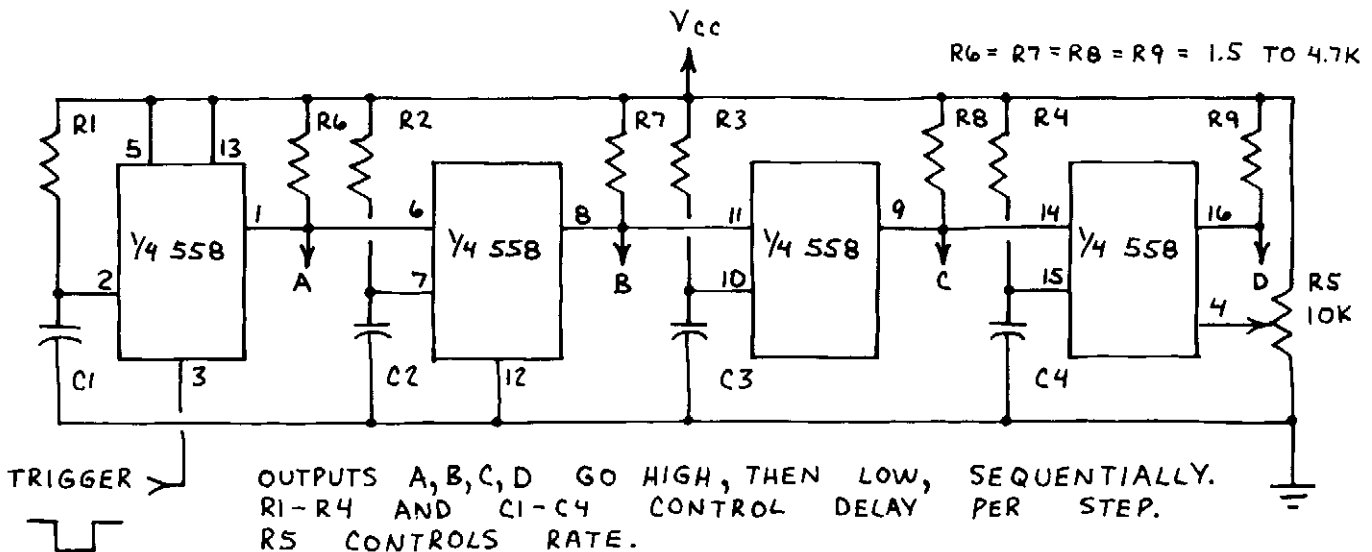 Vcc
R6 = R7 = R8 = R9 = 1.5 TO 4.7K
R1 R6 R2 R7 R3 R8 R4 R9
5 13
1 6 8 11 9 14 16
1/4 558 1/4 558 1/4 558 1/4 558
2 A 7 B 10 C 15 D R5
4 10K
C1 3 C2 12 C3 C4
TRIGGER
OUTPUTS A, B, C, D GO HIGH, THEN LOW, SEQUENTIALLY.
R1-R4 AND C1-C4 CONTROL DELAY PER STEP.
R5 CONTROLS RATE.